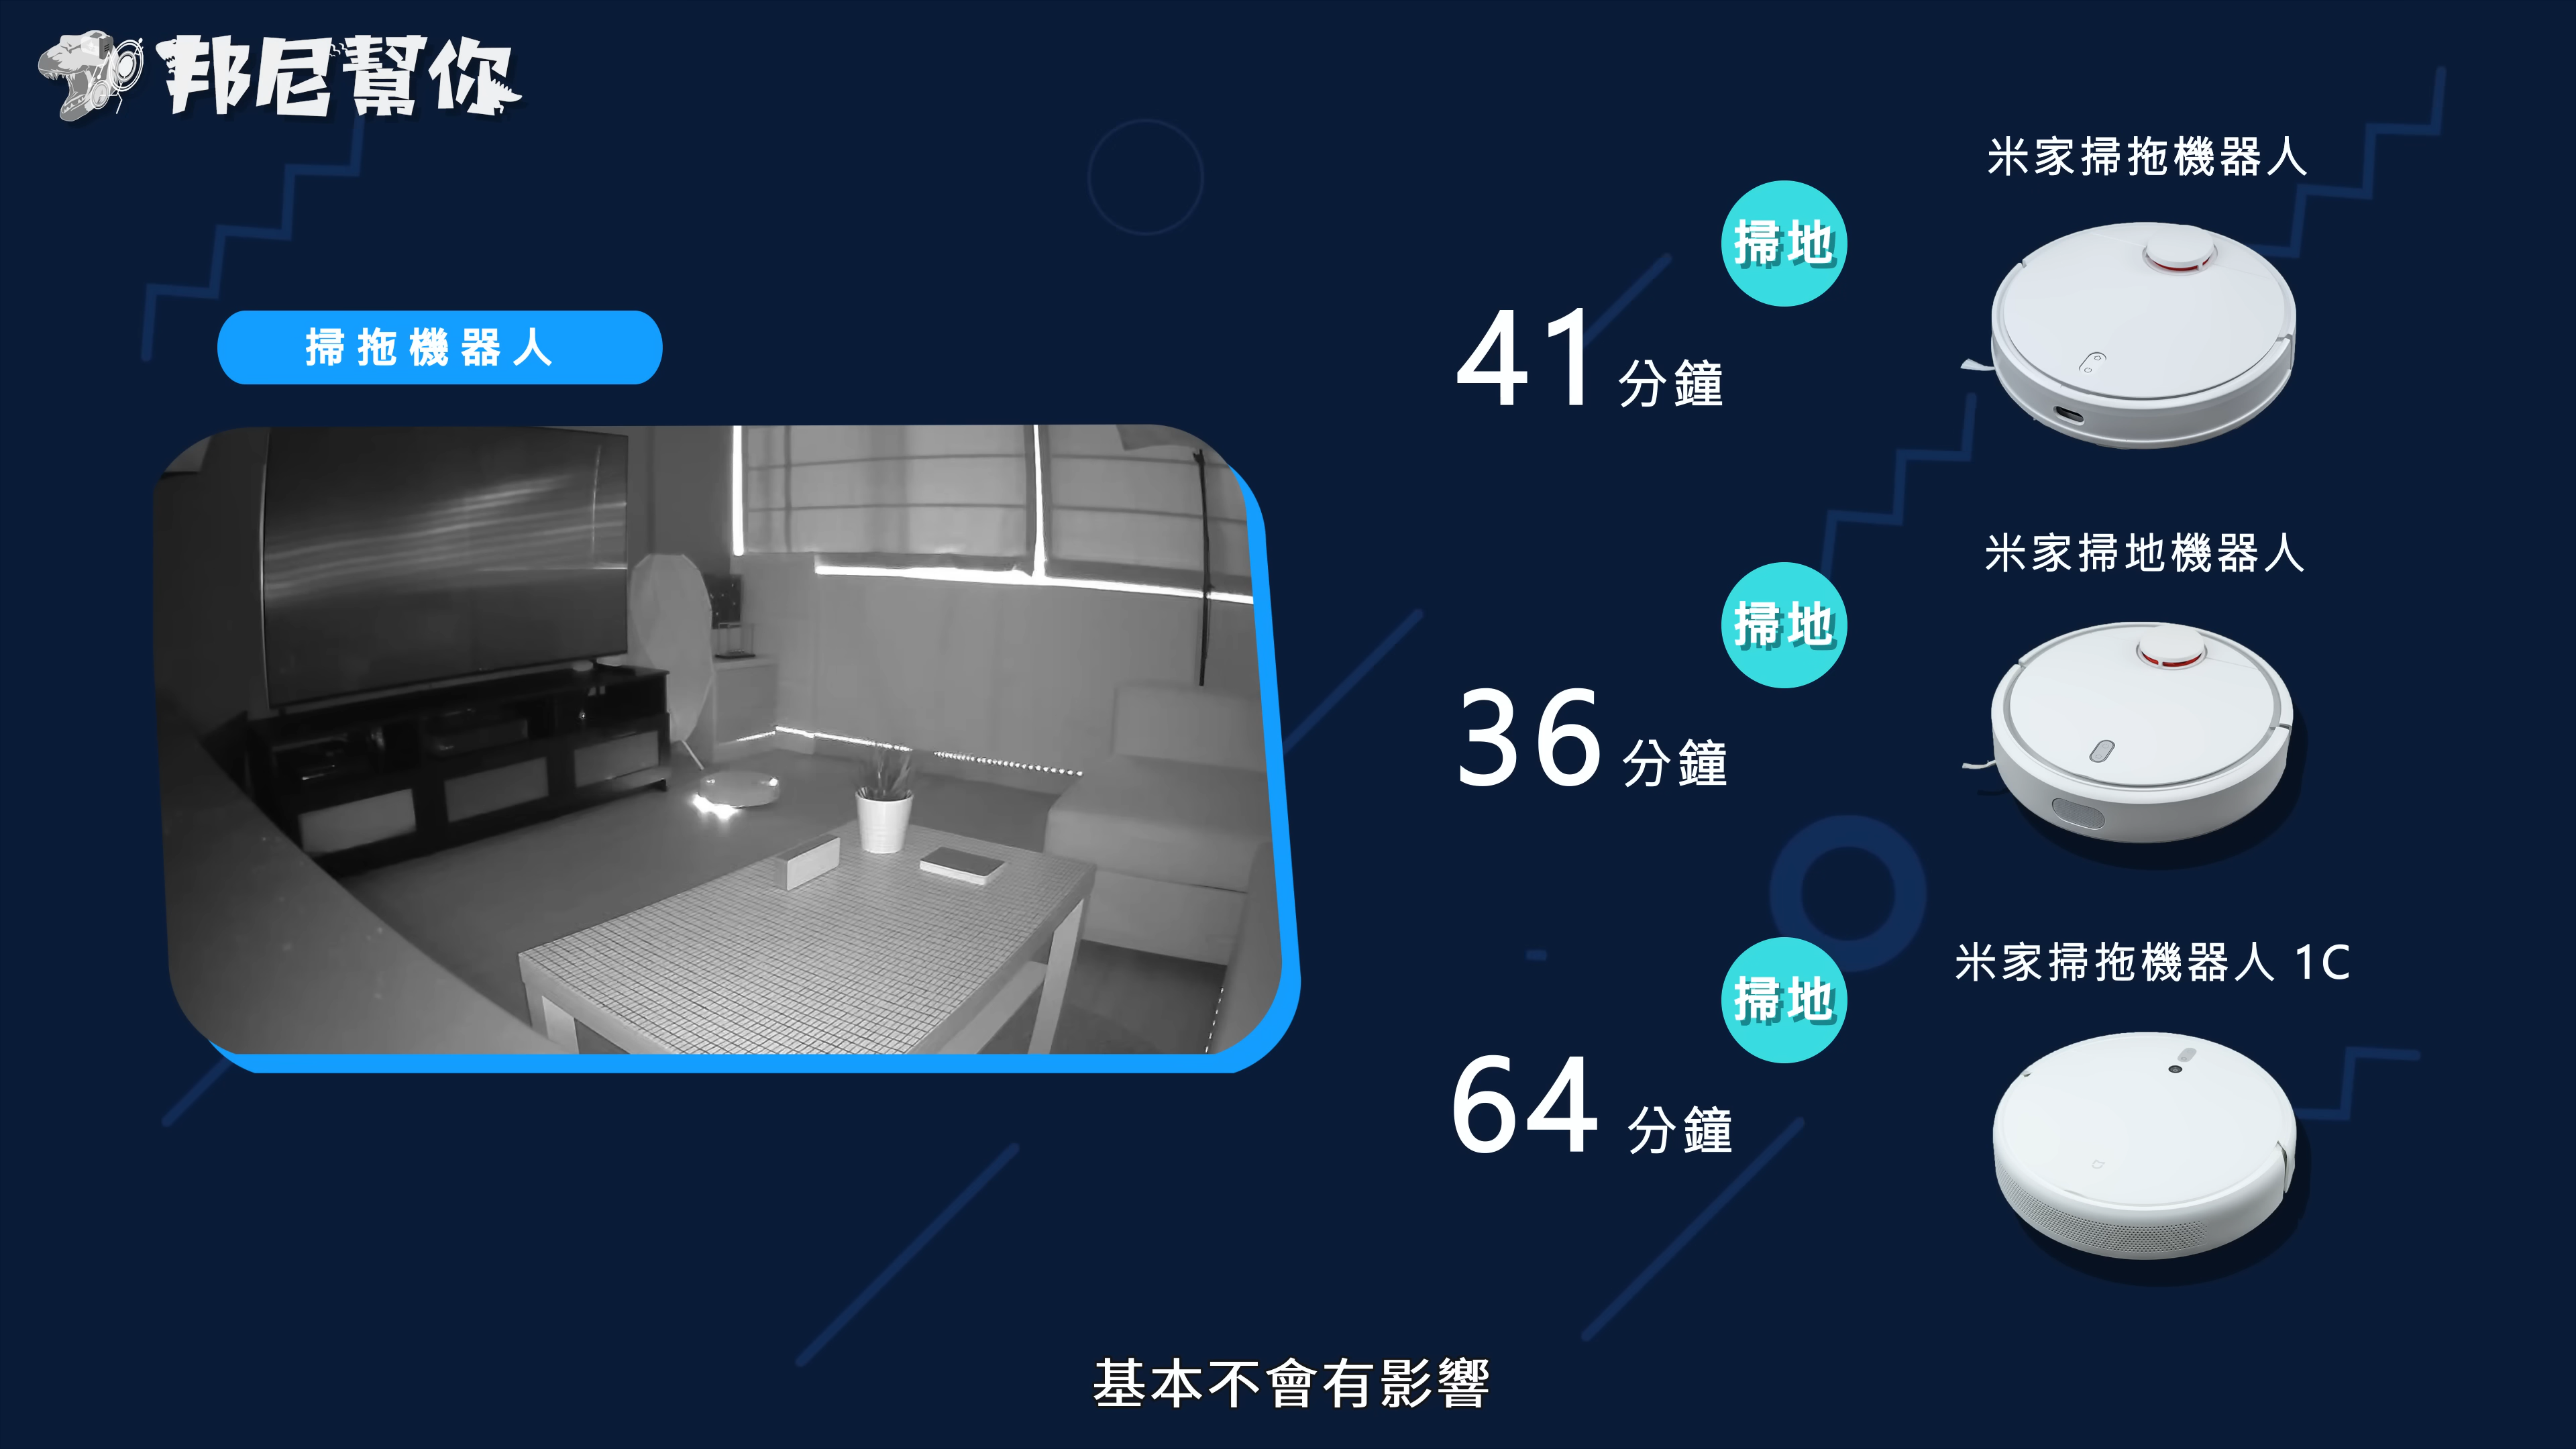 邦尼幫你
掃拖機器人
米家掃拖機器人
掃地
41 分鐘
米家掃地機器人
掃地
36 分鐘
米家掃拖機器人 1C
掃地
64 分鐘
基本不會有影響